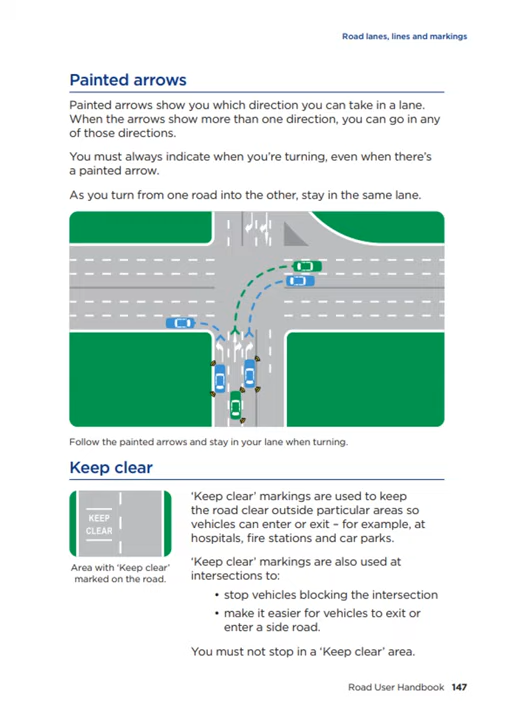 Road lanes, lines and markings
Painted arrows
Painted arrows show you which direction you can take in a lane.
When the arrows show more than one direction, you can go in any
of those directions.
You must always indicate when you're turning, even when there's
a painted arrow.
As you turn from one road into the other, stay in the same lane.
Follow the painted arrows and stay in your lane when turning.
Keep clear
KEEP
CLEAR
Area with 'Keep clear'
marked on the road.
'Keep clear' markings are used to keep
the road clear outside particular areas so
vehicles can enter or exit – for example, at
hospitals, fire stations and car parks.
'Keep clear' markings are also used at
intersections to:
• stop vehicles blocking the intersection
• make it easier for vehicles to exit or
enter a side road.
You must not stop in a 'Keep clear' area.
Road User Handbook 147